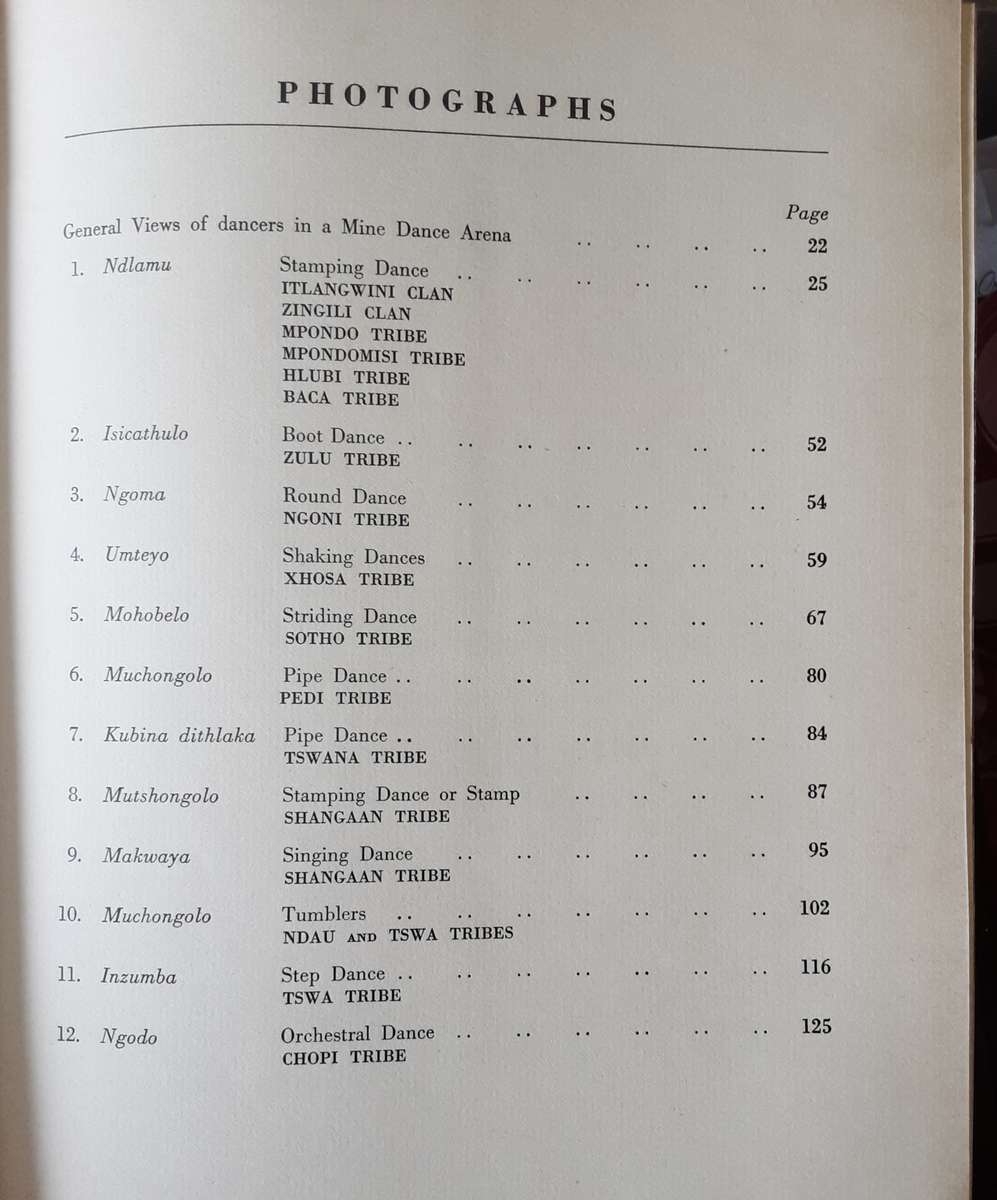 PHOTOGRAPHS
Page
General Views of dancers in a Mine Dance Arena .. .. .. .. 22
1. Ndlamu Stamping Dance .. .. .. .. .. .. 25
ITLANGWINI CLAN
ZINGILI CLAN
MPONDO TRIBE
MPONDOMISI TRIBE
HLUBI TRIBE
BACA TRIBE
2. Isicathulo Boot Dance .. .. .. .. .. .. .. 52
ZULU TRIBE
3. Ngoma Round Dance .. .. .. .. .. .. 54
NGONI TRIBE
4. Umteyo Shaking Dances .. .. .. .. .. .. 59
XHOSA TRIBE
5. Mohobelo Striding Dance .. .. .. .. .. .. 67
SOTHO TRIBE
6. Muchongolo Pipe Dance .. .. .. .. .. .. .. 80
PEDI TRIBE
7. Kubina dithlaka Pipe Dance .. .. .. .. .. .. .. 84
TSWANA TRIBE
8. Mutshongolo Stamping Dance or Stamp .. .. .. .. 87
SHANGAAN TRIBE
9. Makwaya Singing Dance .. .. .. .. .. .. 95
SHANGAAN TRIBE
10. Muchongolo Tumblers .. .. .. .. .. .. .. 102
NDAU AND TSWA TRIBES
11. Inzumba Step Dance .. .. .. .. .. .. .. 116
TSWA TRIBE
12. Ngodo Orchestral Dance .. .. .. .. .. .. 125
CHOPI TRIBE